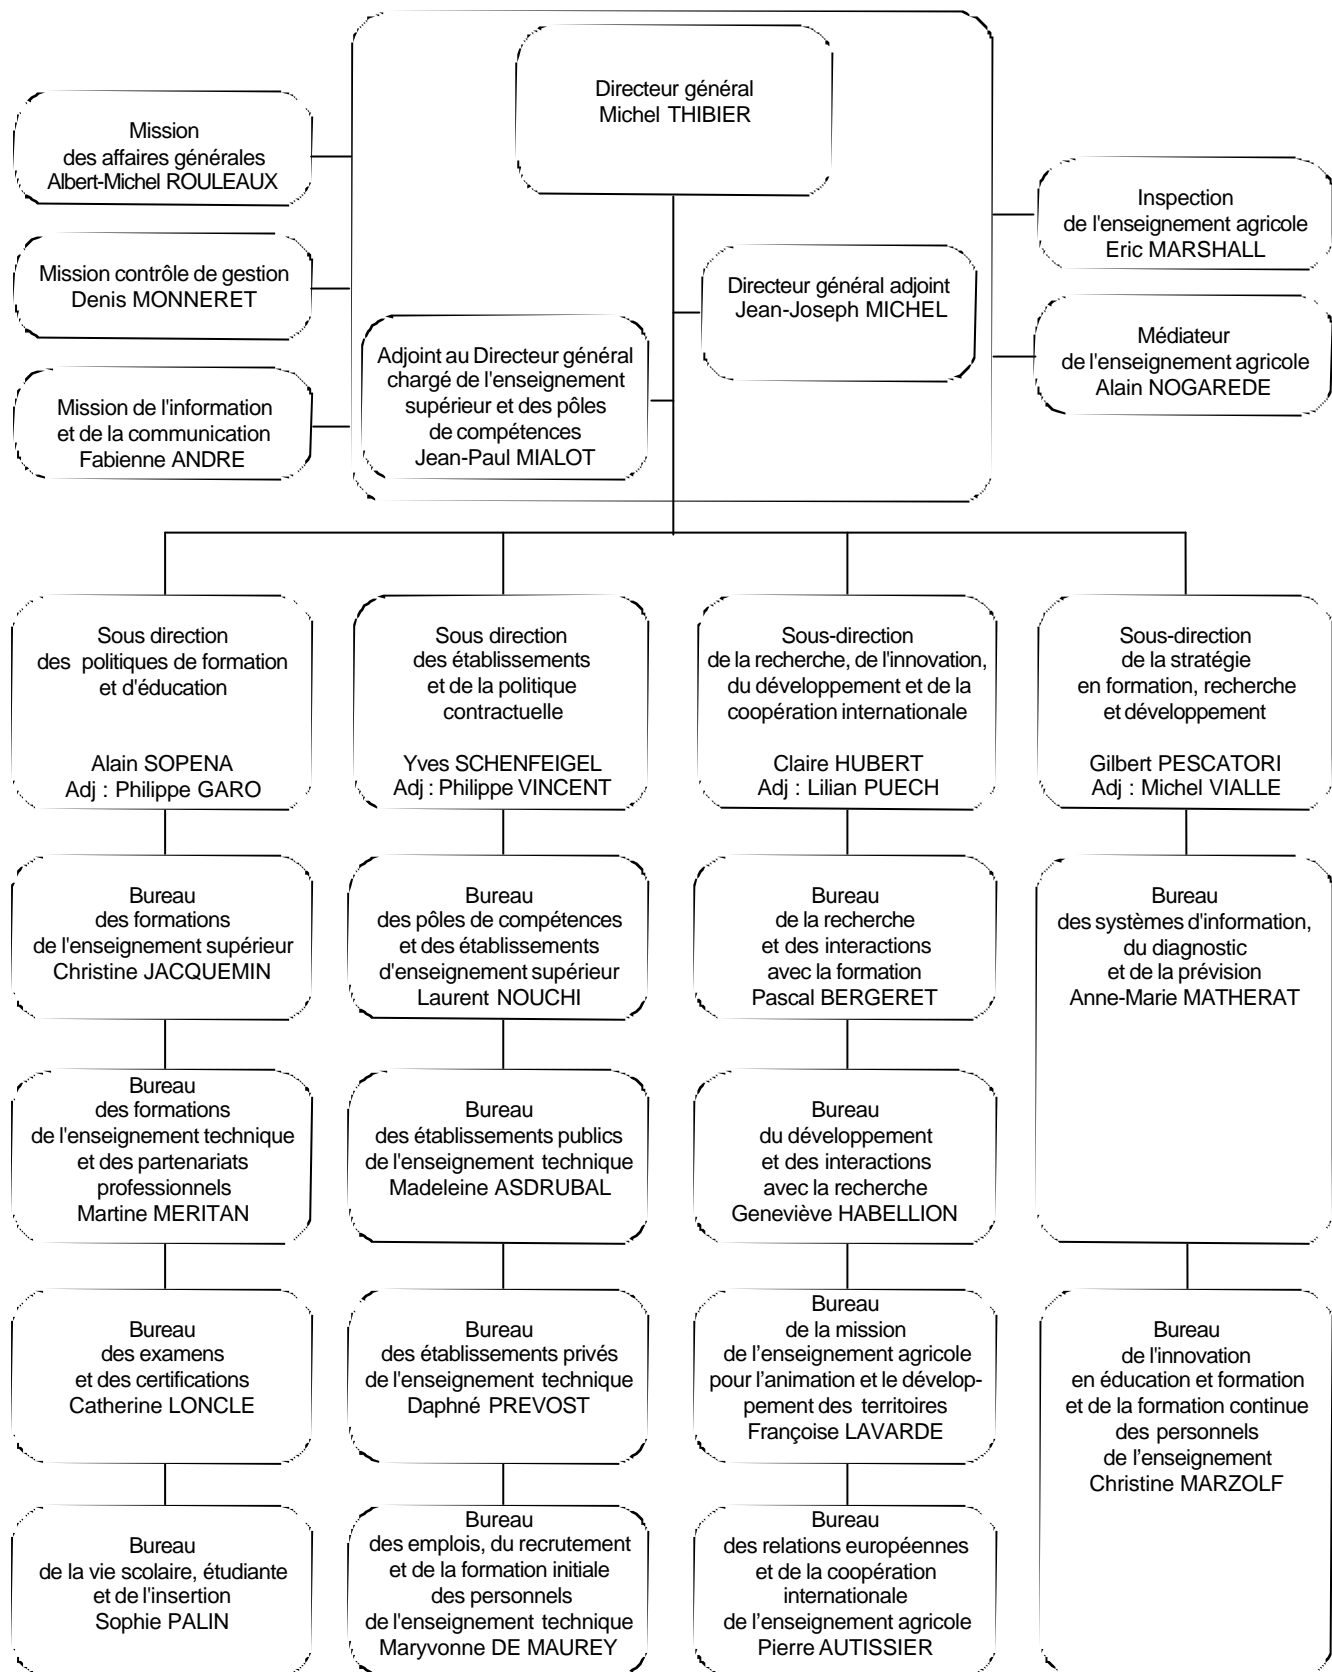 Directeur général
Michel THIBIER
Mission
des affaires générales
Albert-Michel ROULEAUX
Inspection
de l'enseignement agricole
Eric MARSHALL
Mission contrôle de gestion
Denis MONNERET
Directeur général adjoint
Jean-Joseph MICHEL
Médiateur
de l'enseignement agricole
Alain NOGAREDE
Adjoint au Directeur général
chargé de l'enseignement
supérieur et des pôles
de compétences
Jean-Paul MIALOT
Mission de l'information
et de la communication
Fabienne ANDRE
Sous direction
des politiques de formation
et d'éducation
Alain SOPENA
Adj : Philippe GARO
Sous direction
des établissements
et de la politique
contractuelle
Yves SCHENFEIGEL
Adj : Philippe VINCENT
Sous-direction
de la recherche, de l'innovation,
du développement et de la
coopération internationale
Claire HUBERT
Adj : Lilian PUECH
Sous-direction
de la stratégie
en formation, recherche
et développement
Gilbert PESCATORI
Adj : Michel VIALLE
Bureau
des formations
de l'enseignement supérieur
Christine JACQUEMIN
Bureau
des pôles de compétences
et des établissements
d'enseignement supérieur
Laurent NOUCHI
Bureau
de la recherche
et des interactions
avec la formation
Pascal BERGERET
Bureau
des systèmes d'information,
du diagnostic
et de la prévision
Anne-Marie MATHERAT
Bureau
des formations
de l'enseignement technique
et des partenariats
professionnels
Martine MERITAN
Bureau
des établissements publics
de l'enseignement technique
Madeleine ASDRUBAL
Bureau
du développement
et des interactions
avec la recherche
Geneviève HABELLION
Bureau
des examens
et des certifications
Catherine LONCLE
Bureau
des établissements privés
de l'enseignement technique
Daphné PREVOST
Bureau
de la mission
de l’enseignement agricole
pour l’animation et le dévelop-
pement des territoires
Françoise LAVARDE
Bureau
de l'innovation
en éducation et formation
et de la formation continue
des personnels
de l’enseignement
Christine MARZOLF
Bureau
de la vie scolaire, étudiante
et de l'insertion
Sophie PALIN
Bureau
des emplois, du recrutement
et de la formation initiale
des personnels
de l'enseignement technique
Maryvonne DE MAUREY
Bureau
des relations européennes
et de la coopération
internationale
de l’enseignement agricole
Pierre AUTISSIER